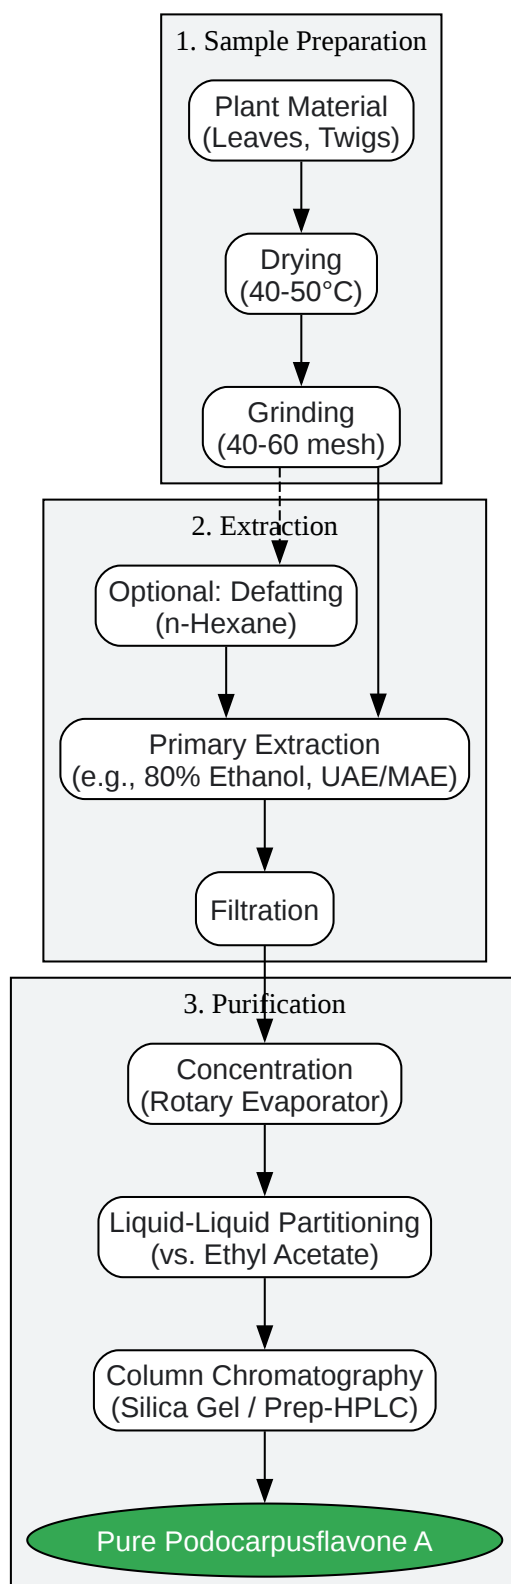 1. Sample Preparation
Plant Material
(Leaves, Twigs)
Drying
(40-50°C)
Grinding
(40-60 mesh)
2. Extraction
Optional: Defatting
(n-Hexane)
Primary Extraction
(e.g., 80% Ethanol, UAE/MAE)
Filtration
3. Purification
Concentration
(Rotary Evaporator)
Liquid-Liquid Partitioning
(vs. Ethyl Acetate)
Column Chromatography
(Silica Gel / Prep-HPLC)
Pure Podocarpusflavone A